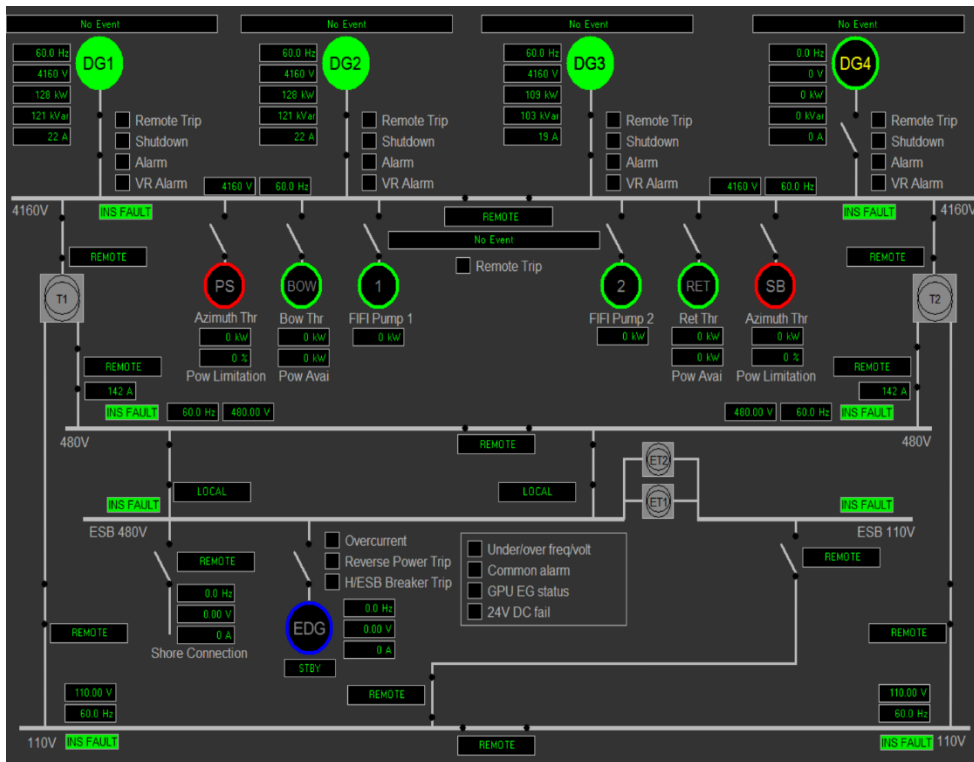 No Event
No Event
No Event
No Event
60.0 Hz
4160 V
128 kW
121 kVar
22 A
DG1
Remote Trip
Shutdown
Alarm
VR Alarm
60.0 Hz
4160 V
128 kW
121 kVar
22 A
DG2
Remote Trip
Shutdown
Alarm
VR Alarm
60.0 Hz
4160 V
109 kW
103 kVar
19 A
DG3
Remote Trip
Shutdown
Alarm
VR Alarm
0.0 Hz
0 V
0 kW
0 kVar
0 A
DG4
Remote Trip
Shutdown
Alarm
VR Alarm
4160 V 60.0 Hz
4160 V 60.0 Hz
4160V
INS FAULT
REMOTE
INS FAULT
4160V
No Event
Remote Trip
REMOTE
REMOTE
T1
PS
Azimuth Thr
0 kW
0 %
Pow Limitation
BOW
Bow Thr
0 kW
0 kW
Pow Avai
1
FIFI Pump 1
0 kW
2
FIFI Pump 2
0 kW
RET
Ret Thr
0 kW
0 kW
Pow Avai
SB
Azimuth Thr
0 kW
0 %
Pow Limitation
T2
REMOTE
142 A
REMOTE
142 A
INS FAULT 60.0 Hz 480.00 V
480.00 V 60.0 Hz INS FAULT
480V
REMOTE
480V
ET2
ET1
LOCAL
LOCAL
INS FAULT
INS FAULT
ESB 480V
ESB 110V
REMOTE
0.0 Hz
0.00 V
0 A
Shore Connection
Overcurrent
Reverse Power Trip
H/ESB Breaker Trip
EDG
STBY
0.0 Hz
0.00 V
0 A
Under/over freq/volt
Common alarm
GPU EG status
24V DC fail
REMOTE
REMOTE
REMOTE
REMOTE
110.00 V
60.0 Hz
110.00 V
60.0 Hz
110V
INS FAULT
REMOTE
INS FAULT
110V